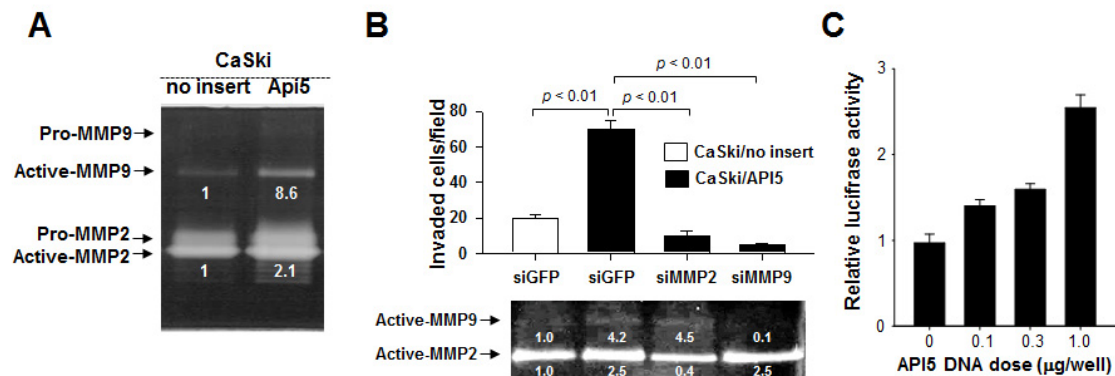 A
CaSki
no insert Api5
Pro-MMP9
Active-MMP9
1 8.6
Pro-MMP2
Active-MMP2
1 2.1
B
p < 0.01
p < 0.01 p < 0.01
Invaded cells/field
80
60
40
20
0
CaSki/no insert
CaSki/API5
siGFP siGFP siMMP2 siMMP9
Active-MMP9
1.0 4.2 4.5 0.1
Active-MMP2
1.0 2.5 0.4 2.5
C
Relative lucifrase activity
3
2
1
0
0 0.1 0.3 1.0
API5 DNA dose (μg/well)